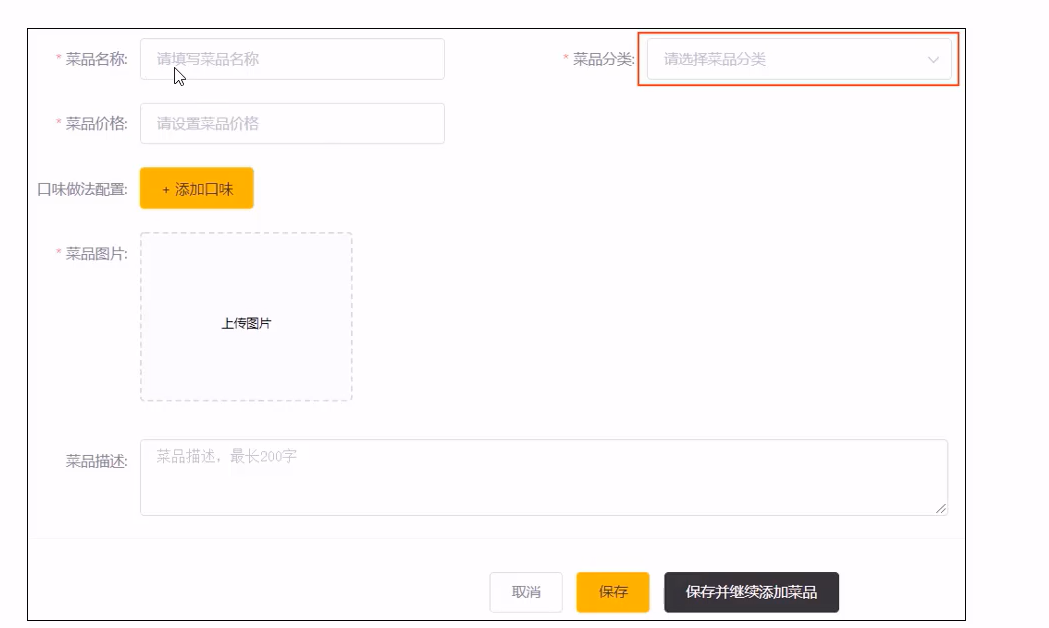 * 菜品名称: 请填写菜品名称 * 菜品分类: 请选择菜品分类
* 菜品价格: 请设置菜品价格
口味做法配置: + 添加口味
* 菜品图片:
上传图片
菜品描述: 菜品描述，最长200字
取消 保存 保存并继续添加菜品